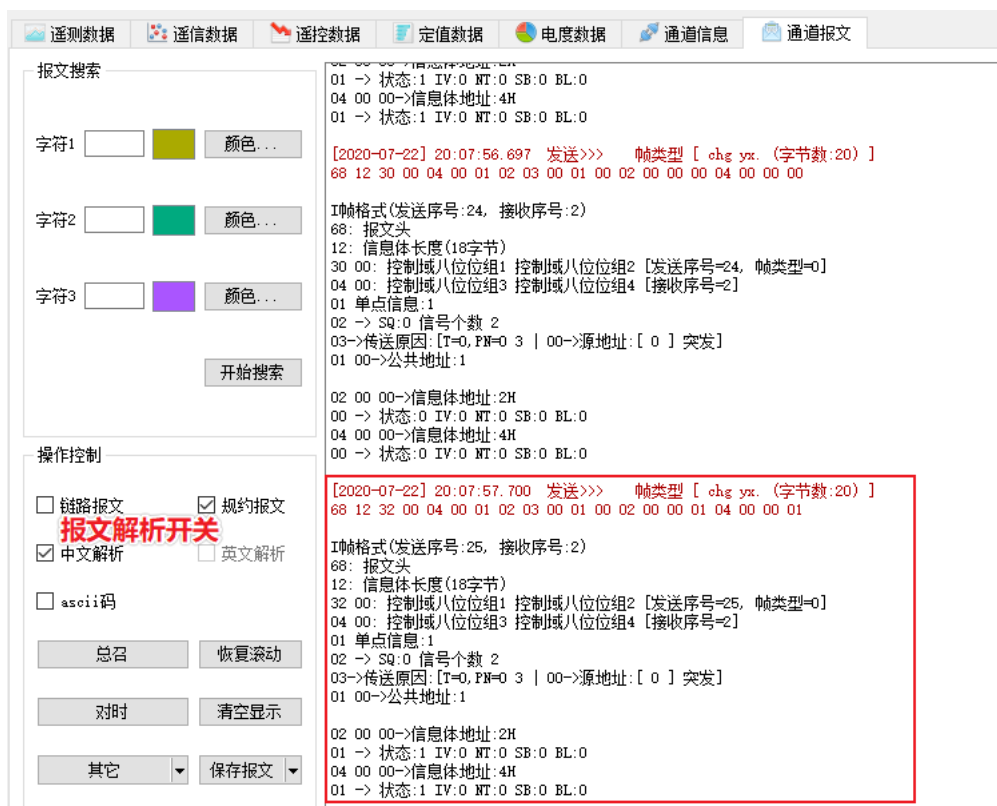 遥测数据 遥信数据 遥控数据 定值数据 电度数据 通道信息 通道报文
报文搜索
字符1 颜色...
字符2 颜色...
字符3 颜色...
开始搜索
操作控制
链路报文 规约报文
报文解析开关
中文解析 英文解析
ascii码
总召 恢复滚动
对时 清空显示
其它 保存报文
01 -> 状态:1 IV:0 NT:0 SB:0 BL:0
04 00 00->信息体地址:4H
01 -> 状态:1 IV:0 NT:0 SB:0 BL:0
[2020-07-22] 20:07:56.697 发送>>> 帧类型 [ chg yx. (字节数:20) ]
68 12 30 00 04 00 01 02 03 00 01 00 02 00 00 00 04 00 00 00
I帧格式(发送序号:24, 接收序号:2)
68: 报文头
12: 信息体长度(18字节)
30 00: 控制域八位位组1 控制域八位位组2 [发送序号=24, 帧类型=0]
04 00: 控制域八位位组3 控制域八位位组4 [接收序号=2]
01 单点信息:1
02 -> SQ:0 信号个数 2
03->传送原因:[T=0,PN=0 3 | 00->源地址:[ 0 ] 突发]
01 00->公共地址:1
02 00 00->信息体地址:2H
00 -> 状态:0 IV:0 NT:0 SB:0 BL:0
04 00 00->信息体地址:4H
00 -> 状态:0 IV:0 NT:0 SB:0 BL:0
[2020-07-22] 20:07:57.700 发送>>> 帧类型 [ chg yx. (字节数:20) ]
68 12 32 00 04 00 01 02 03 00 01 00 02 00 00 01 04 00 00 01
I帧格式(发送序号:25, 接收序号:2)
68: 报文头
12: 信息体长度(18字节)
32 00: 控制域八位位组1 控制域八位位组2 [发送序号=25, 帧类型=0]
04 00: 控制域八位位组3 控制域八位位组4 [接收序号=2]
01 单点信息:1
02 -> SQ:0 信号个数 2
03->传送原因:[T=0,PN=0 3 | 00->源地址:[ 0 ] 突发]
01 00->公共地址:1
02 00 00->信息体地址:2H
01 -> 状态:1 IV:0 NT:0 SB:0 BL:0
04 00 00->信息体地址:4H
01 -> 状态:1 IV:0 NT:0 SB:0 BL:0